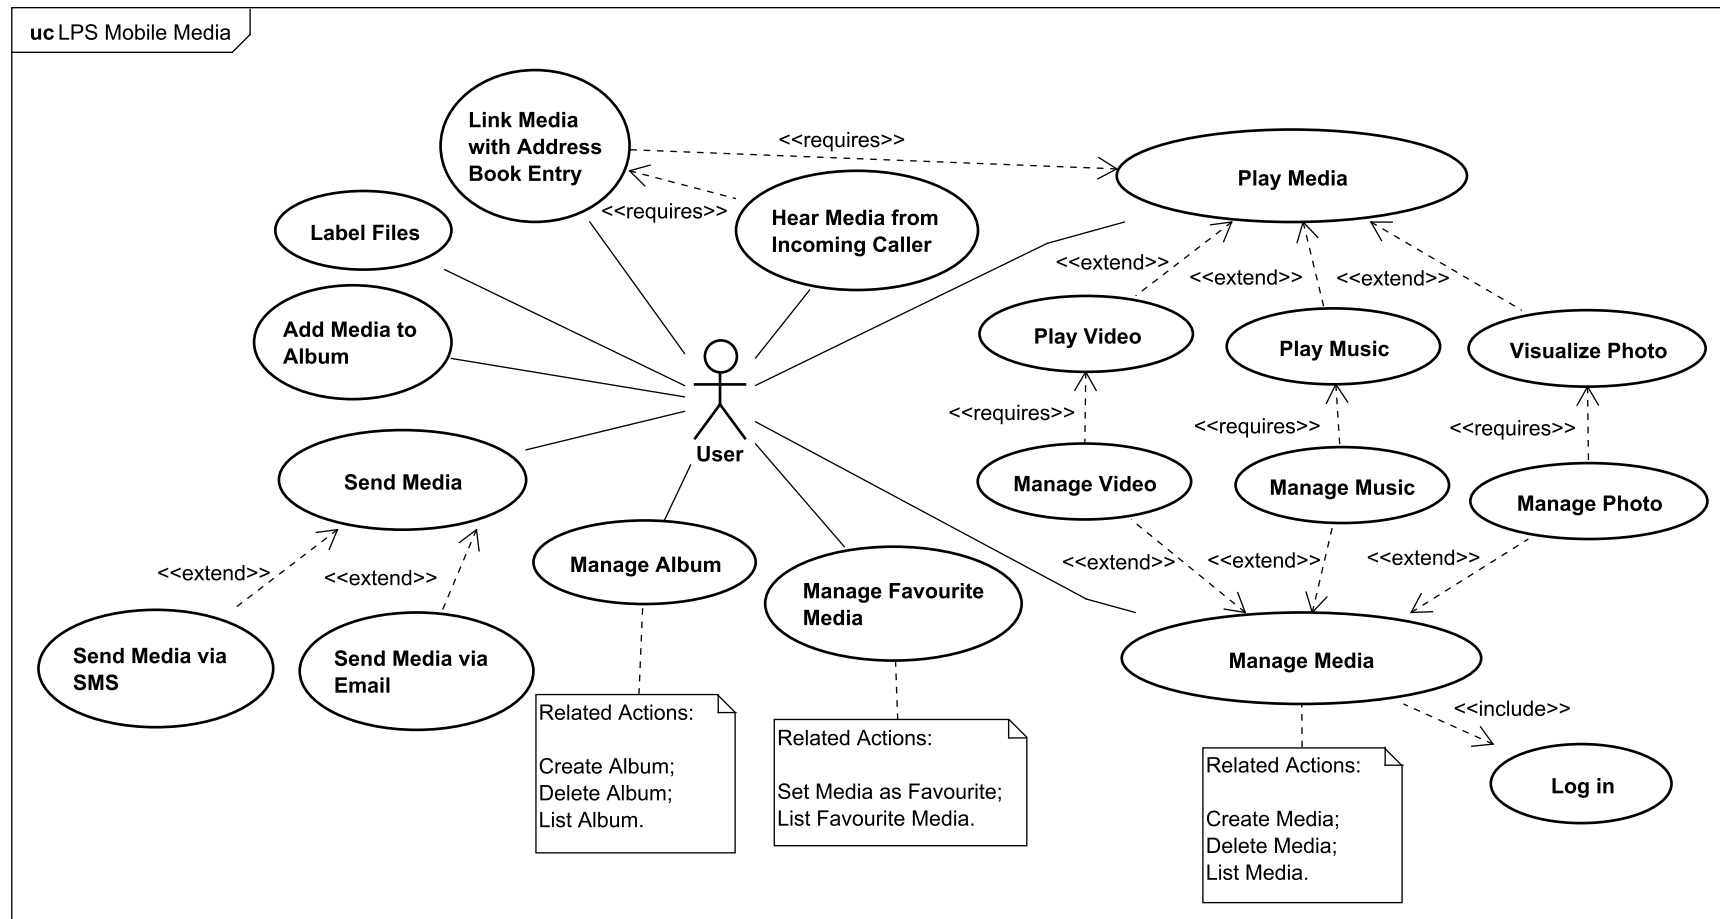 uc LPS Mobile Media
Link Media
with Address
Book Entry
<<requires>>
Play Media
<<requires>>
Hear Media from
Incoming Caller
Label Files
<<extend>>
<<extend>>
<<extend>>
Add Media to
Album
Play Video
Play Music
Visualize Photo
<<requires>>
<<requires>>
<<requires>>
User
Send Media
Manage Video
Manage Music
Manage Photo
<<extend>>
<<extend>>
Manage Album
Manage Favourite
Media
<<extend>>
<<extend>>
<<extend>>
Send Media via
SMS
Send Media via
Email
Manage Media
<<include>>
Log in
Related Actions:
Create Album;
Delete Album;
List Album.
Related Actions:
Set Media as Favourite;
List Favourite Media.
Related Actions:
Create Media;
Delete Media;
List Media.